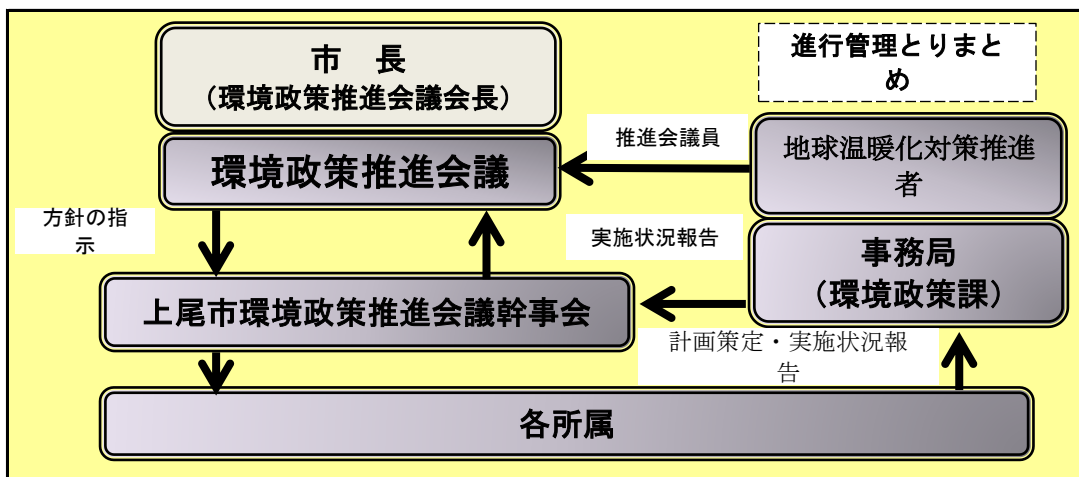 市　長
（環境政策推進会議会長）
進行管理とりまと
め
環境政策推進会議
推進会議員
地球温暖化対策推進
者
方針の指
示
実施状況報告
事務局
（環境政策課）
上尾市環境政策推進会議幹事会
計画策定・実施状況報
告
各所属